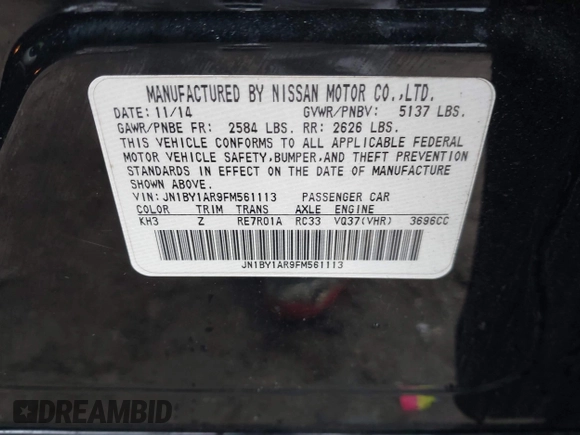 MANUFACTURED BY NISSAN MOTOR CO.,LTD.
DATE: 11/14 GVWR/PNBV: 5137 LBS.
GAWR/PNBE FR: 2584 LBS. RR: 2626 LBS.
THIS VEHICLE CONFORMS TO ALL APPLICABLE FEDERAL
MOTOR VEHICLE SAFETY,BUMPER,AND THEFT PREVENTION
STANDARDS IN EFFECT ON THE DATE OF MANUFACTURE
SHOWN ABOVE.
VIN: JN1BY1AR9FM561113 PASSENGER CAR
COLOR TRIM TRANS AXLE ENGINE
KH3 Z RE7R01A RC33 VQ37(VHR) 3696CC
JN1BY1AR9FM561113
DREAMBID